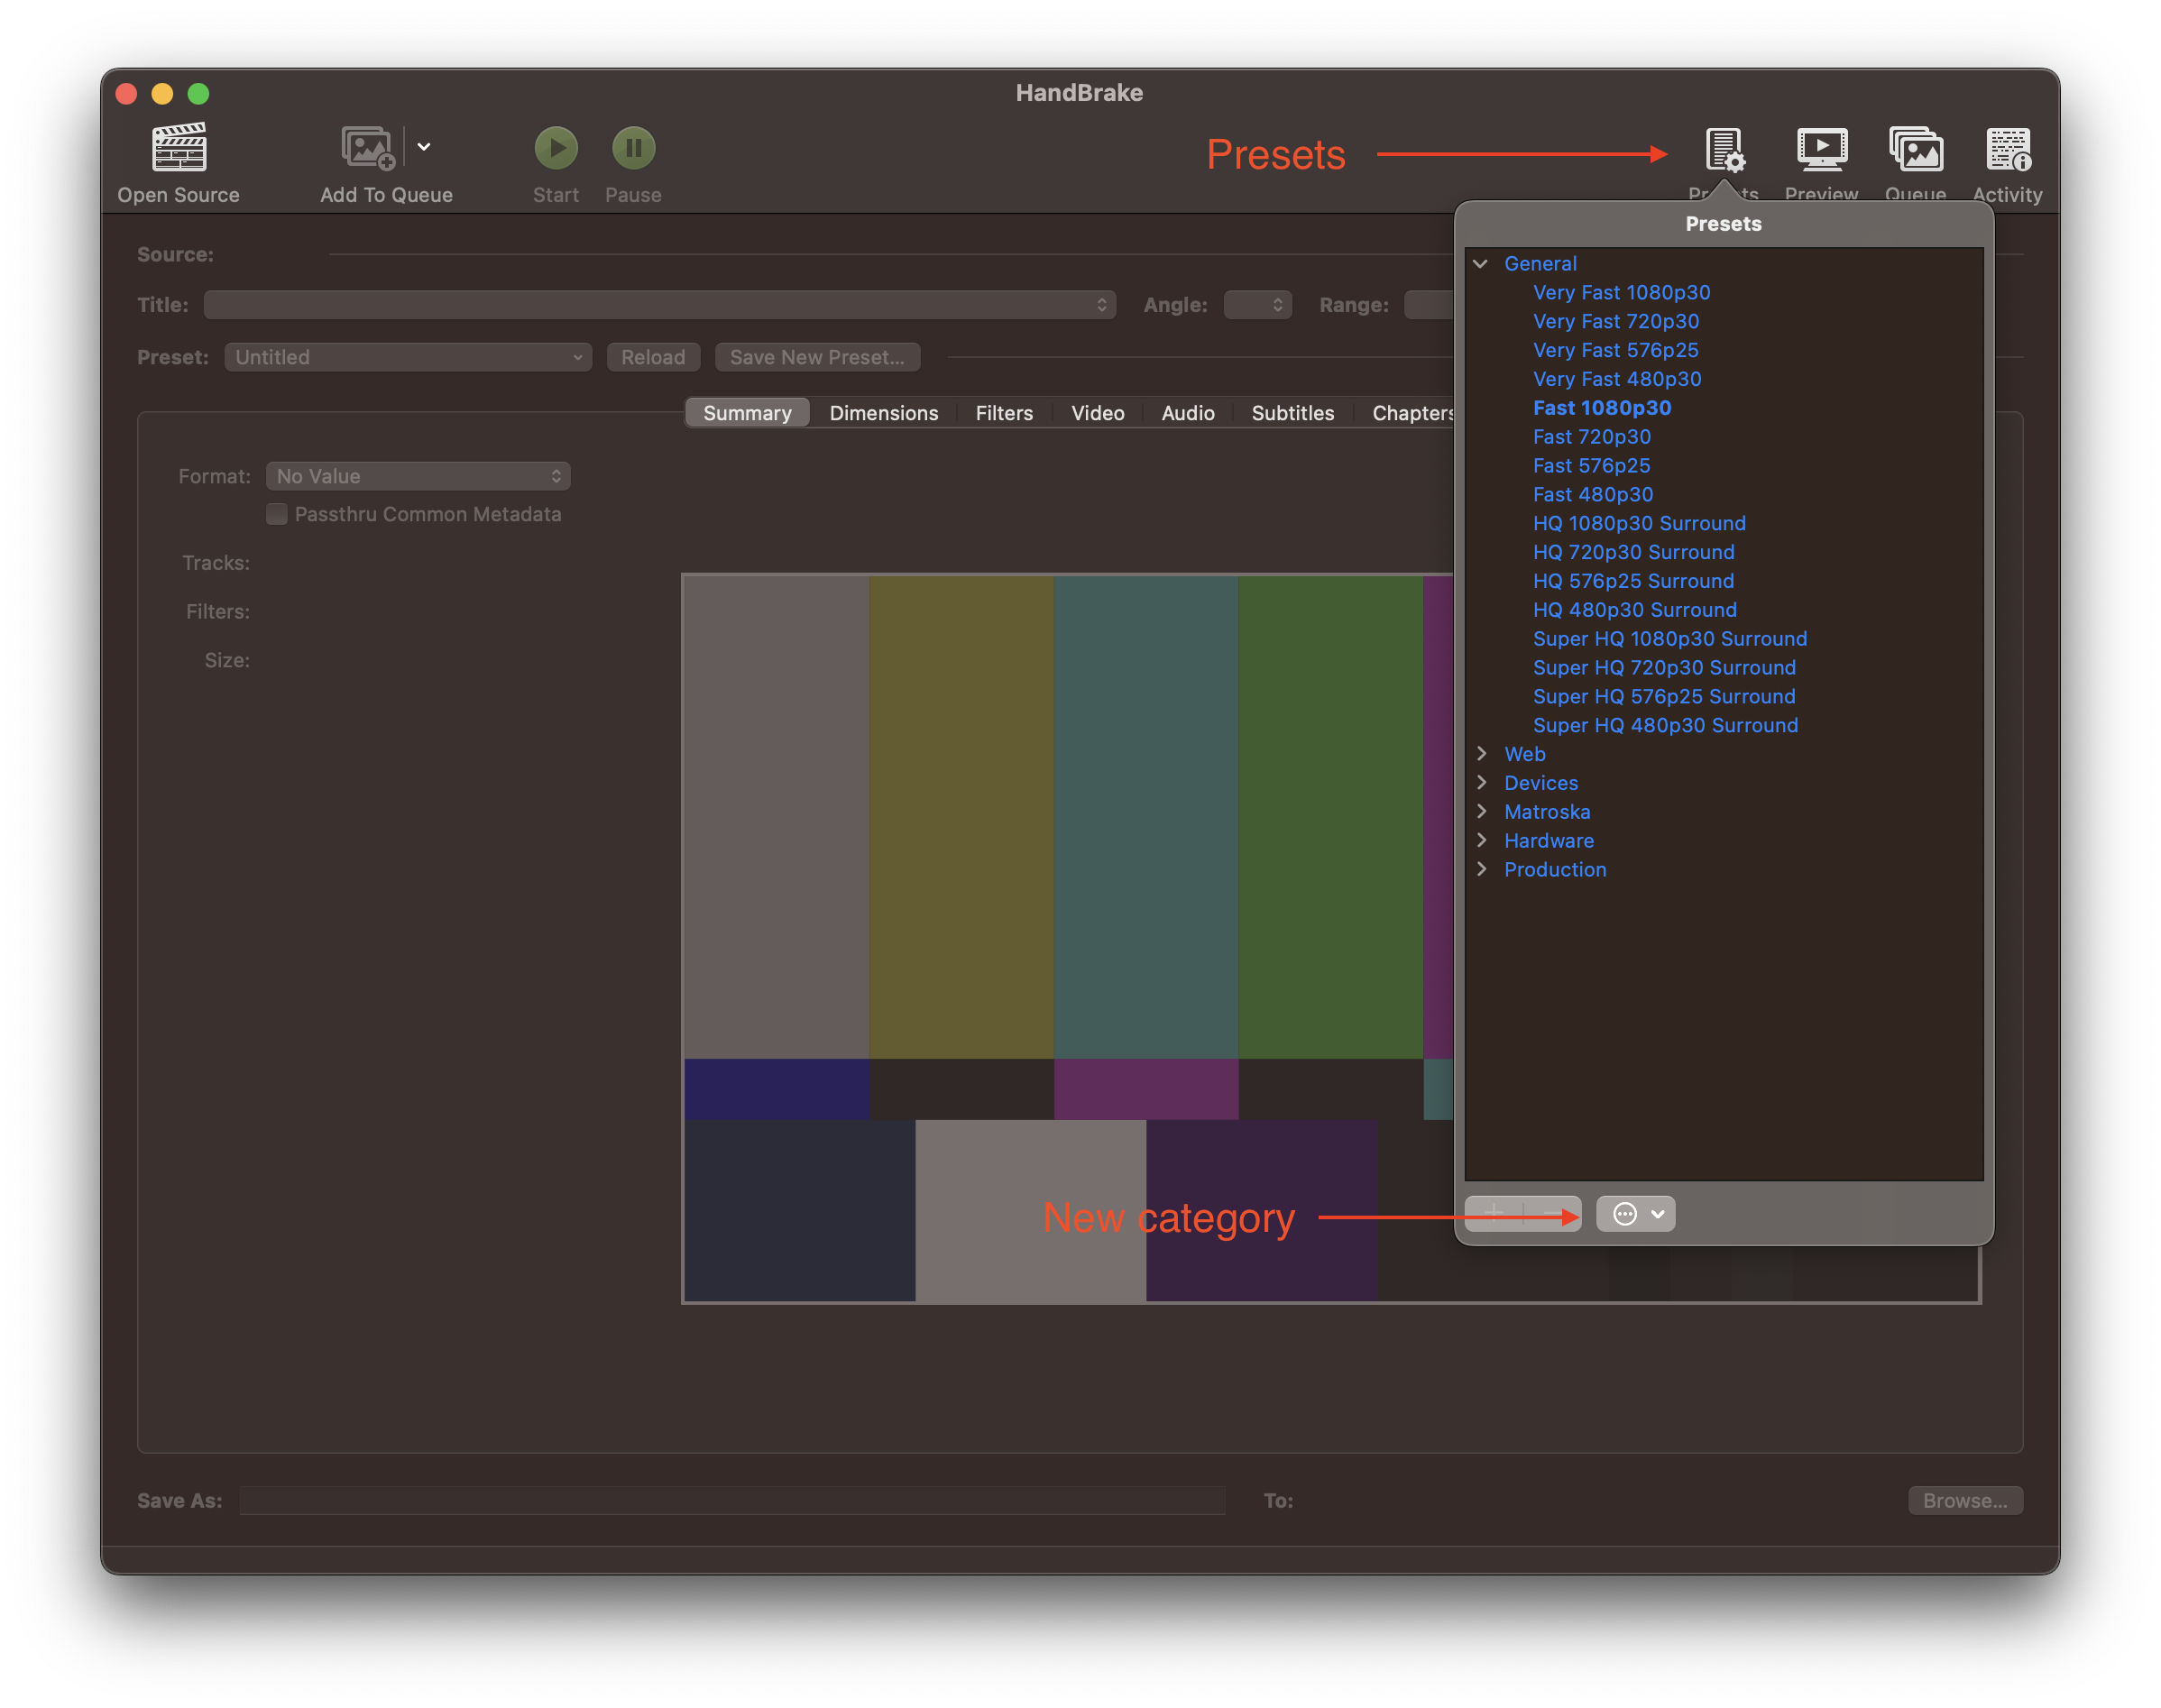 HandBrake
Open Source
Add To Queue
Start
Pause
Presets
Presets
Preview
Queue
Activity
Presets
Source:
Title:
Angle:
Range:
Preset:
Untitled
Reload
Save New Preset...
Summary
Dimensions
Filters
Video
Audio
Subtitles
Chapters
Format:
No Value
Passthru Common Metadata
Tracks:
Filters:
Size:
General
Very Fast 1080p30
Very Fast 720p30
Very Fast 576p25
Very Fast 480p30
Fast 1080p30
Fast 720p30
Fast 576p25
Fast 480p30
HQ 1080p30 Surround
HQ 720p30 Surround
HQ 576p25 Surround
HQ 480p30 Surround
Super HQ 1080p30 Surround
Super HQ 720p30 Surround
Super HQ 576p25 Surround
Super HQ 480p30 Surround
Web
Devices
Matroska
Hardware
Production
New category
Save As:
To:
Browse...